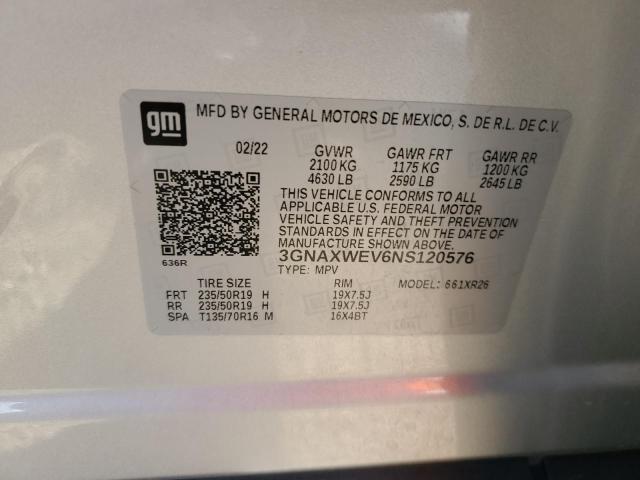 gm MFD BY GENERAL MOTORS DE MEXICO, S. DE R.L. DE C.V.
02/22 GVWR GAWR FRT GAWR RR
2100 KG 1175 KG 1200 KG
4630 LB 2590 LB 2645 LB
THIS VEHICLE CONFORMS TO ALL
APPLICABLE U.S. FEDERAL MOTOR
VEHICLE SAFETY AND THEFT PREVENTION
STANDARDS IN EFFECT ON THE DATE OF
MANUFACTURE SHOWN ABOVE.
636R 3GNAXWEV6NS120576
TYPE: MPV MODEL: 661XR26
TIRE SIZE RIM
FRT 235/50R19 H 19X7.5J
RR 235/50R19 H 19X7.5J
SPA T135/70R16 M 16X4BT